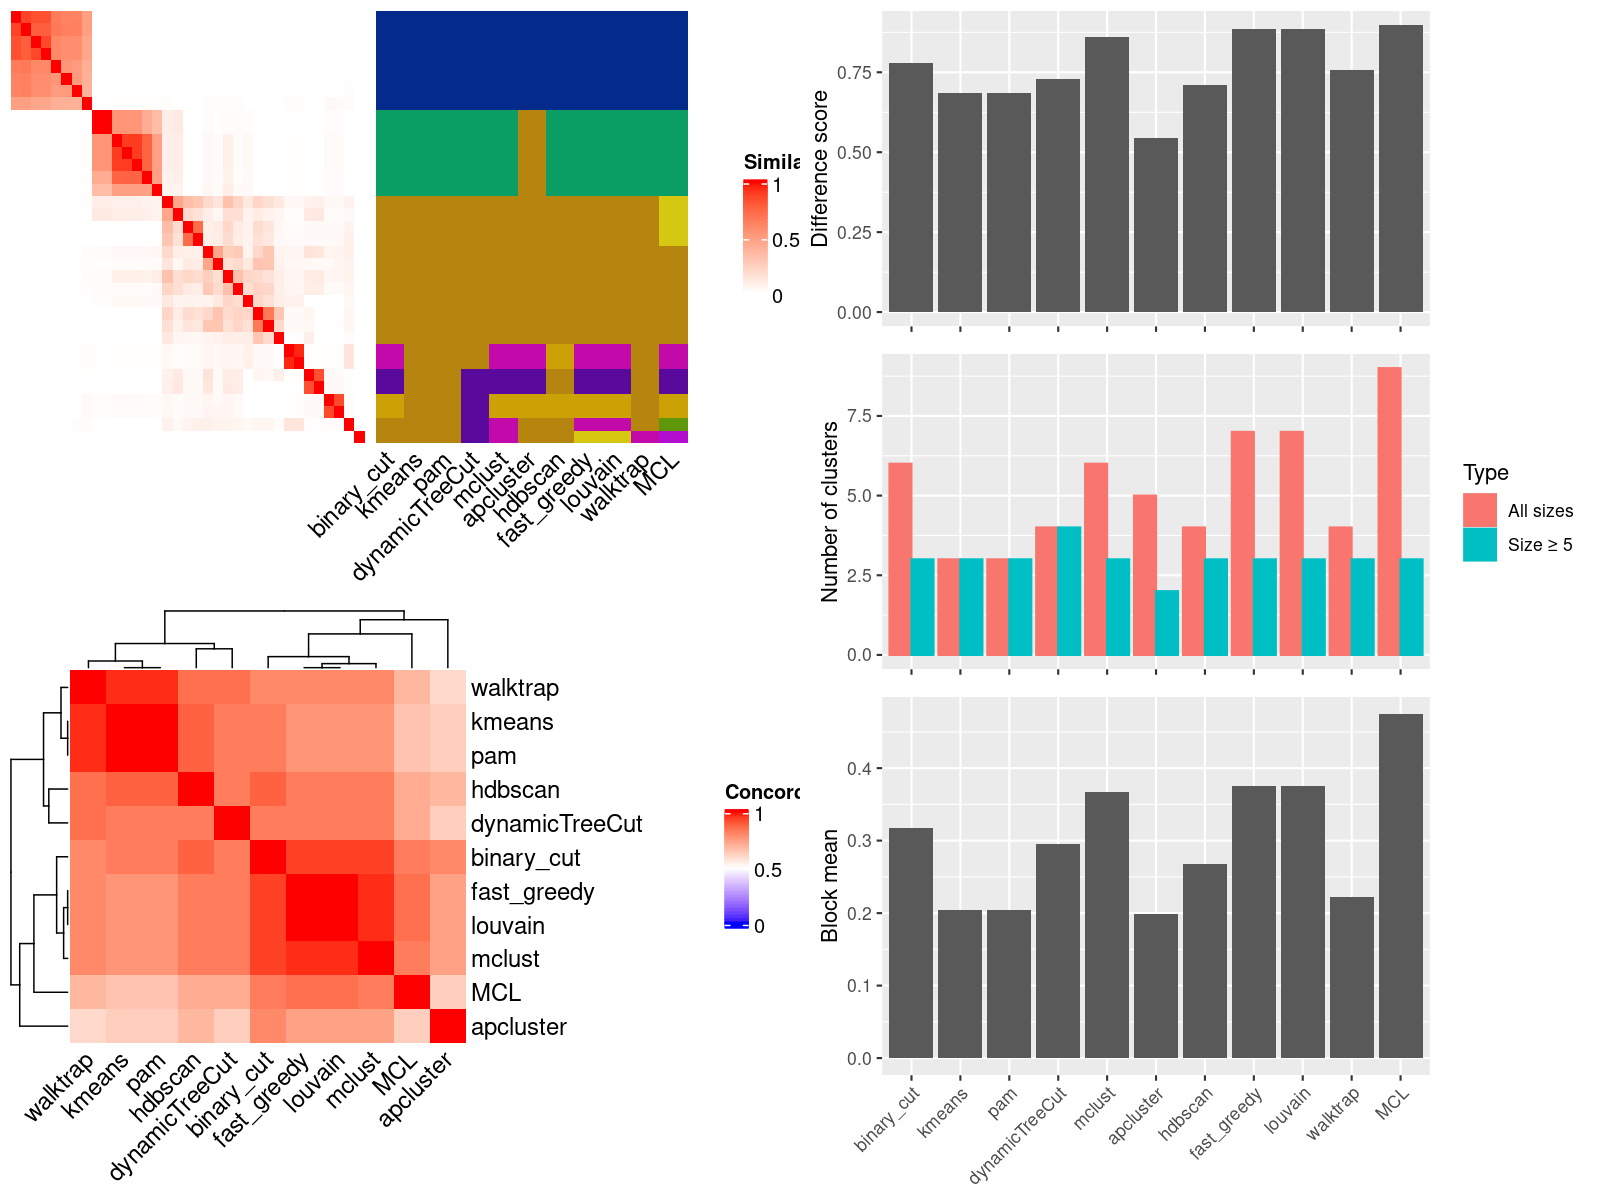 Simila
1
0.5
0
binary_cut
kmeans
pam
dynamicTreeCut
mclust
apcluster
hdbscan
fast_greedy
louvain
walktrap
MCL
Difference score
0.75
0.50
0.25
0.00
Number of clusters
7.5
5.0
2.5
0.0
Type
All sizes
Size ≥ 5
walktrap
kmeans
pam
hdbscan
dynamicTreeCut
binary_cut
fast_greedy
louvain
mclust
MCL
apcluster
walktrap
kmeans
pam
hdbscan
dynamicTreeCut
binary_cut
fast_greedy
louvain
mclust
MCL
apcluster
Concord
1
0.5
0
Block mean
0.4
0.3
0.2
0.1
0.0
binary_cut
kmeans
pam
dynamicTreeCut
mclust
apcluster
hdbscan
fast_greedy
louvain
walktrap
MCL